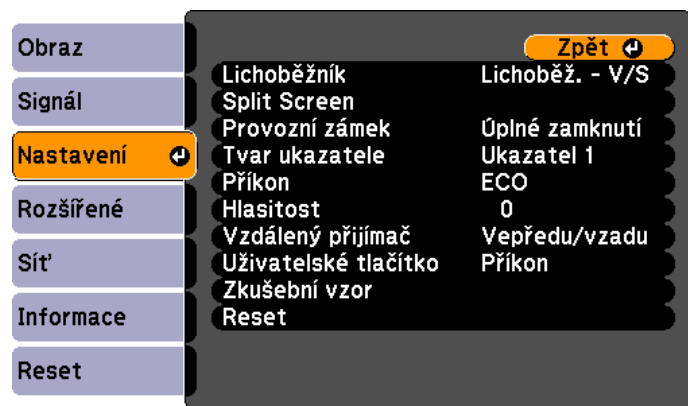 Obraz
Signál
Nastavení
Rozšířené
Síť
Informace
Reset
Zpět
Lichoběžník Lichoběž. - V/S
Split Screen
Provozní zámek Úplné zamknutí
Tvar ukazatele Ukazatel 1
Příkon ECO
Hlasitost 0
Vzdálený přijímač Vepředu/vzadu
Uživatelské tlačítko Příkon
Zkušební vzor
Reset